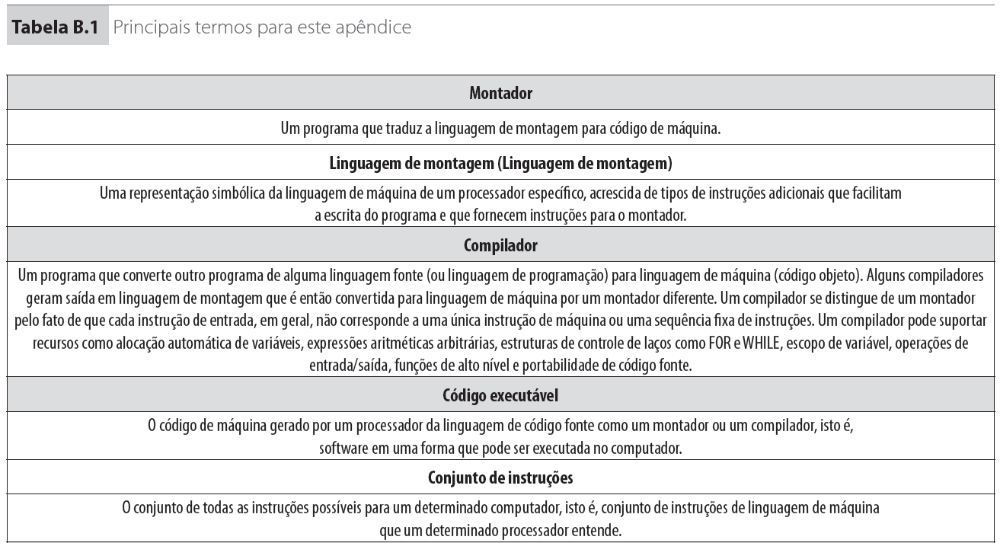 Tabela B.1 Principais termos para este apêndice
Montador
Um programa que traduz a linguagem de montagem para código de máquina.
Linguagem de montagem (Linguagem de montagem)
Uma representação simbólica da linguagem de máquina de um processador específico, acrescida de tipos de instruções adicionais que facilitam
a escrita do programa e que fornecem instruções para o montador.
Compilador
Um programa que converte outro programa de alguma linguagem fonte (ou linguagem de programação) para linguagem de máquina (código objeto). Alguns compiladores
geram saída em linguagem de montagem que é então convertida para linguagem de máquina por um montador diferente. Um compilador se distingue de um montador
pelo fato de que cada instrução de entrada, em geral, não corresponde a uma única instrução de máquina ou uma sequência fixa de instruções. Um compilador pode suportar
recursos como alocação automática de variáveis, expressões aritméticas arbitrárias, estruturas de controle de laços como FOR e WHILE, escopo de variável, operações de
entrada/saída, funções de alto nível e portabilidade de código fonte.
Código executável
O código de máquina gerado por um processador da linguagem de código fonte como um montador ou um compilador, isto é,
software em uma forma que pode ser executada no computador.
Conjunto de instruções
O conjunto de todas as instruções possíveis para um determinado computador, isto é, conjunto de instruções de linguagem de máquina
que um determinado processador entende.